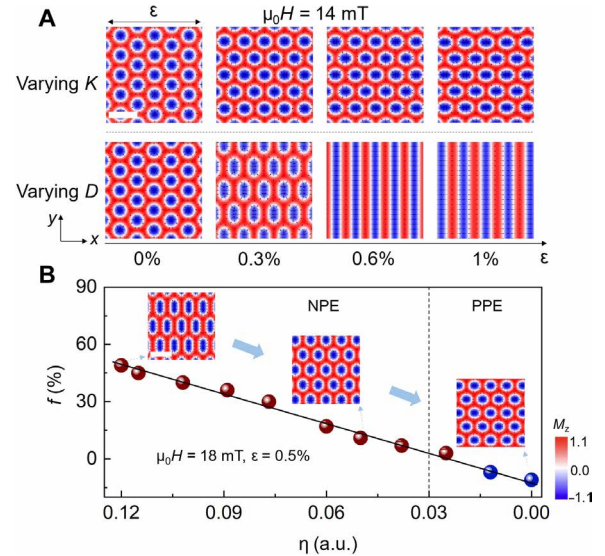 A
ε
μ₀H = 14 mT
Varying K
Varying D
y
x
0%
0.3%
0.6%
1%
ε
B
90
60
30
0
f (%)
NPE
PPE
μ₀H = 18 mT, ε = 0.5%
Mz
1.1
0.0
-1.1
0.12
0.09
0.06
0.03
0.00
η (a.u.)